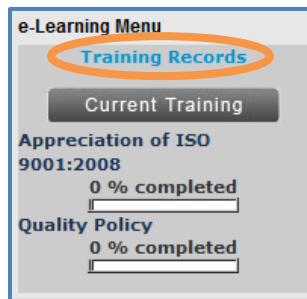 e-Learning Menu
Training Records
Current Training
Appreciation of ISO
9001:2008
0 % completed
Quality Policy
0 % completed